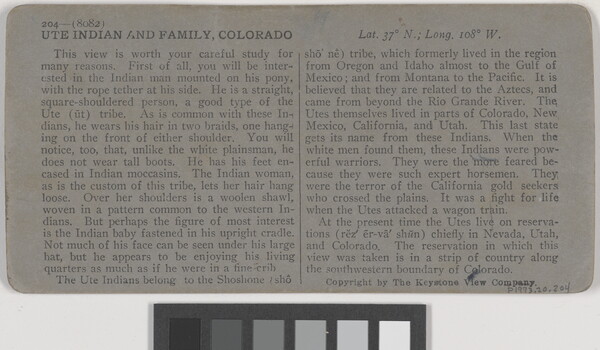 204—(8082)
UTE INDIAN AND FAMILY, COLORADO
Lat. 37° N.; Long. 108° W.
This view is worth your careful study for
many reasons. First of all, you will be inter-
ested in the Indian man mounted on his pony,
with the rope tether at his side. He is a straight,
square-shouldered person, a good type of the
Ute (ūt) tribe. As is common with these In-
dians, he wears his hair in two braids, one hang-
ing on the front of either shoulder. You will
notice, too, that, unlike the white plainsman, he
does not wear tall boots. He has his feet en-
cased in Indian moccasins. The Indian woman,
as is the custom of this tribe, lets her hair hang
loose. Over her shoulders is a woolen shawl,
woven in a pattern common to the western In-
dians. But perhaps the figure of most interest
is the Indian baby fastened in his upright cradle.
Not much of his face can be seen under his large
hat, but he appears to be enjoying his living
quarters as much as if he were in a fine crib
The Ute Indians belong to the Shoshone (shō
shō' nē) tribe, which formerly lived in the region
from Oregon and Idaho almost to the Gulf of
Mexico; and from Montana to the Pacific. It is
believed that they are related to the Aztecs, and
came from beyond the Rio Grande River. The
Utes themselves lived in parts of Colorado, New
Mexico, California, and Utah. This last state
gets its name from these Indians. When the
white men found them, these Indians were pow-
erful warriors. They were the more feared be-
cause they were such expert horsemen. They
were the terror of the California gold seekers
who crossed the plains. It was a fight for life
when the Utes attacked a wagon train.
At the present time the Utes live on reserva-
tions (rĕz' ĕr-vā' shŭn) chiefly in Nevada, Utah,
and Colorado. The reservation in which this
view was taken is in a strip of country along
the southwestern boundary of Colorado.
Copyright by The Keystone View Company.
P1978.20.204